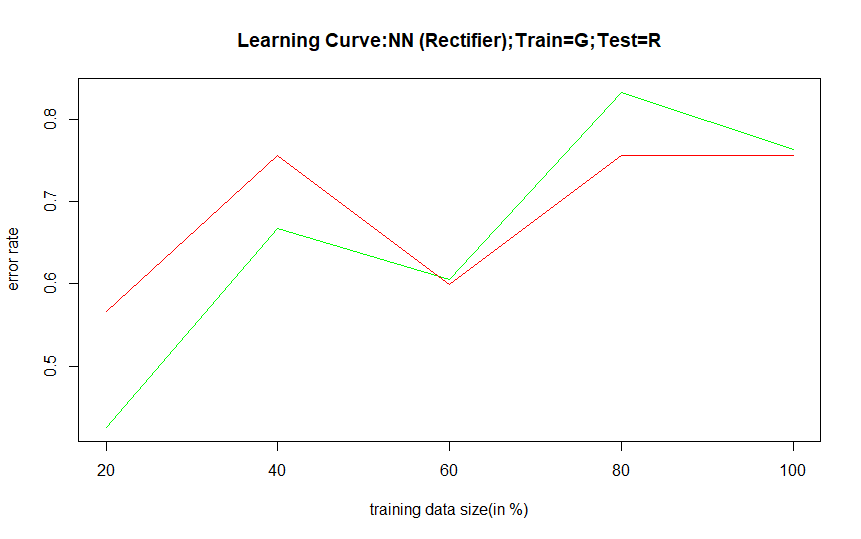 Learning Curve:NN (Rectifier);Train=G;Test=R
0.8
0.7
0.6
0.5
error rate
20 40 60 80 100
training data size(in %)